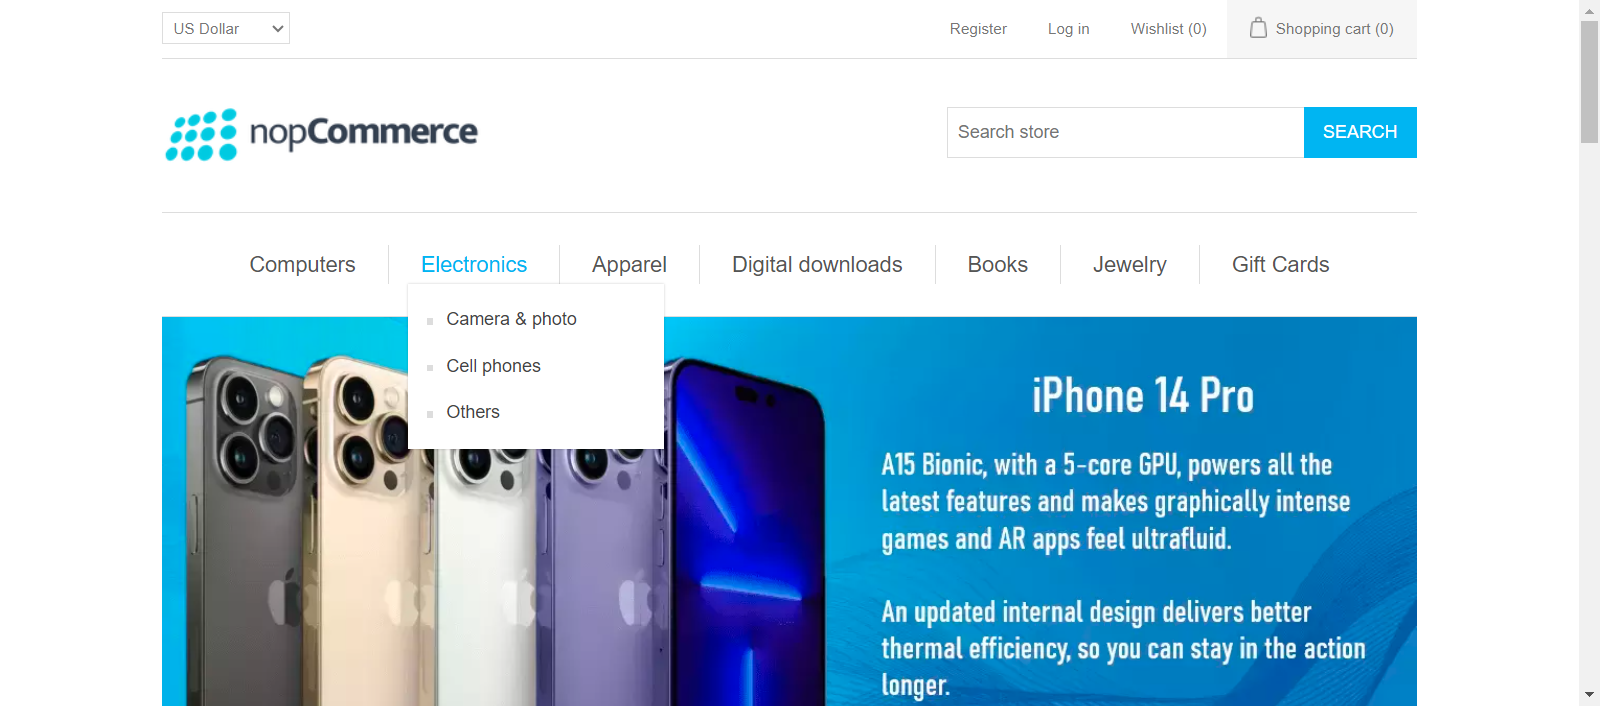 US Dollar
Register
Log in
Wishlist (0)
Shopping cart (0)
nopCommerce
Search store
SEARCH
Computers
Electronics
Apparel
Digital downloads
Books
Jewelry
Gift Cards
Camera & photo
Cell phones
Others
iPhone 14 Pro
A15 Bionic, with a 5-core GPU, powers all the
latest features and makes graphically intense
games and AR apps feel ultrafluid.
An updated internal design delivers better
thermal efficiency, so you can stay in the action
longer.